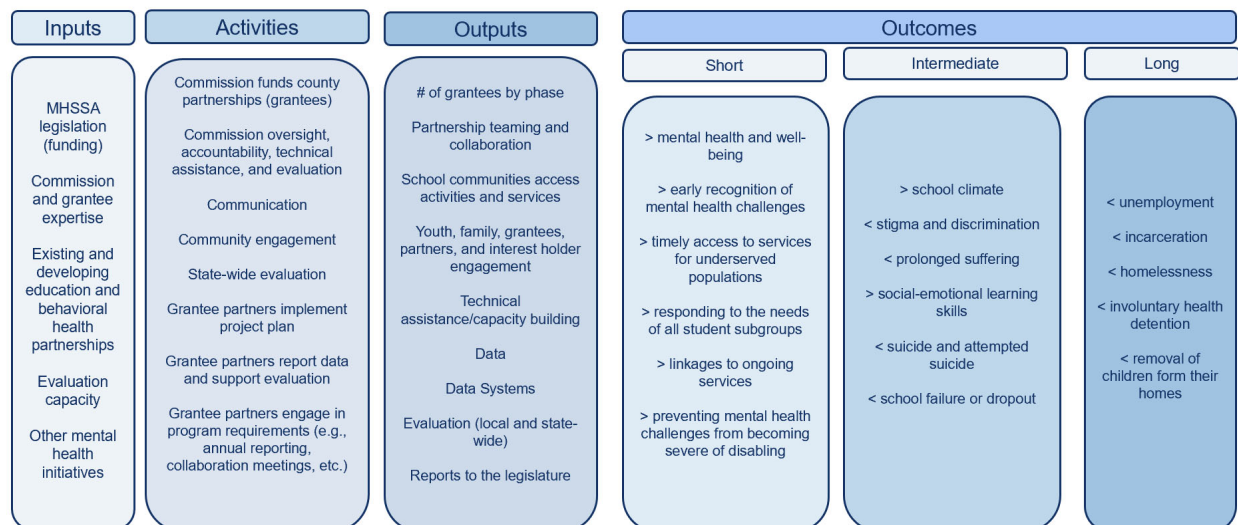 Inputs
MHSSA
legislation
(funding)
Commission
and grantee
expertise
Existing and
developing
education and
behavioral
health
partnerships
Evaluation
capacity
Other mental
health
initiatives
Activities
Commission funds county
partnerships (grantees)
Commission oversight,
accountability, technical
assistance, and evaluation
Communication
Community engagement
State-wide evaluation
Grantee partners implement
project plan
Grantee partners report data
and support evaluation
Grantee partners engage in
program requirements (e.g.,
annual reporting,
collaboration meetings, etc.)
Outputs
# of grantees by phase
Partnership teaming and
collaboration
School communities access
activities and services
Youth, family, grantees,
partners, and interest holder
engagement
Technical
assistance/capacity building
Data
Data Systems
Evaluation (local and state-
wide)
Reports to the legislature
Outcomes
Short
> mental health and well-
being
> early recognition of
mental health challenges
> timely access to services
for underserved
populations
> responding to the needs
of all student subgroups
> linkages to ongoing
services
> preventing mental health
challenges from becoming
severe of disabling
Intermediate
> school climate
< stigma and discrimination
< prolonged suffering
> social-emotional learning
skills
< suicide and attempted
suicide
< school failure or dropout
Long
< unemployment
< incarceration
< homelessness
< involuntary health
detention
< removal of
children form their
homes